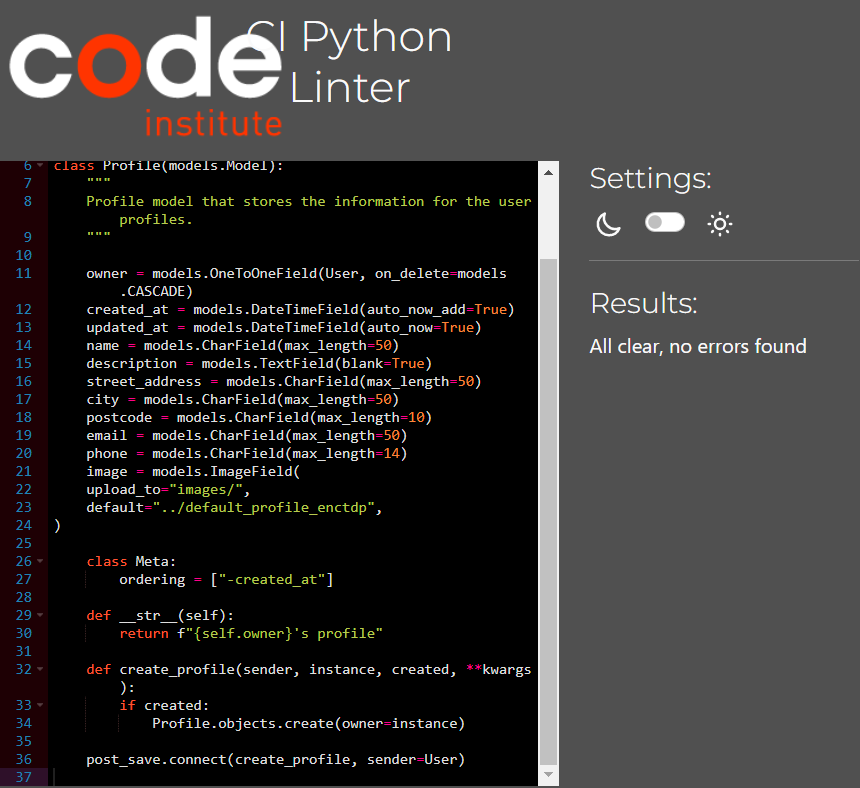 code
institute
CI Python
Linter
6 class Profile(models.Model):
7     """
8     Profile model that stores the information for the user
        profiles.
9     """
10
11     owner = models.OneToOneField(User, on_delete=models
        .CASCADE)
12     created_at = models.DateTimeField(auto_now_add=True)
13     updated_at = models.DateTimeField(auto_now=True)
14     name = models.CharField(max_length=50)
15     description = models.TextField(blank=True)
16     street_address = models.CharField(max_length=50)
17     city = models.CharField(max_length=50)
18     postcode = models.CharField(max_length=10)
19     email = models.CharField(max_length=50)
20     phone = models.CharField(max_length=14)
21     image = models.ImageField(
22     upload_to="images/",
23     default="../default_profile_enctdp",
24 )
25
26     class Meta:
27         ordering = ["-created_at"]
28
29     def __str__(self):
30         return f"{self.owner}'s profile"
31
32     def create_profile(sender, instance, created, **kwargs
        ):
33         if created:
34             Profile.objects.create(owner=instance)
35
36     post_save.connect(create_profile, sender=User)
37
Settings:
Results:
All clear, no errors found